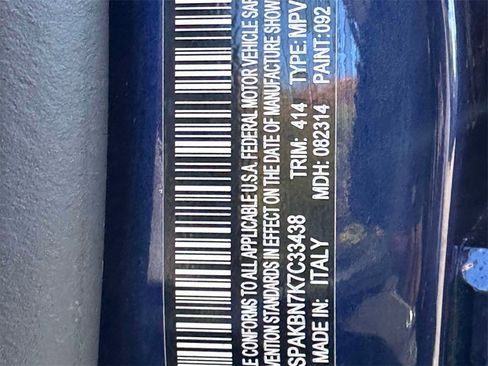 E CONFORMS TO ALL APPLICABLE U.S.A. FEDERAL MOTOR VEHICLE SAF
VENTION STANDARDS IN EFFECT ON THE DATE OF MANUFACTURE SHOW
SPAKBN7K7C33438 TRIM: 414 TYPE: MPV
MADE IN: ITALY MDH: 082314 PAINT: 092